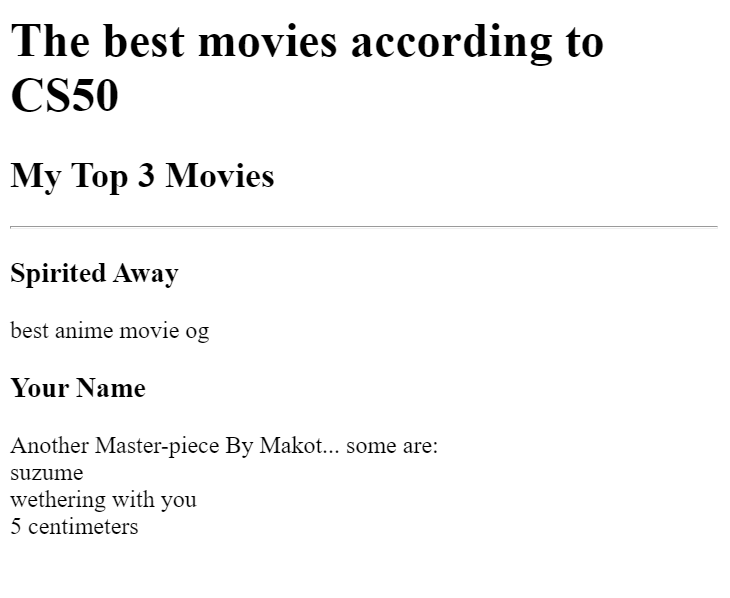 The best movies according to
CS50
My Top 3 Movies
Spirited Away
best anime movie og
Your Name
Another Master-piece By Makot... some are:
suzume
wethering with you
5 centimeters